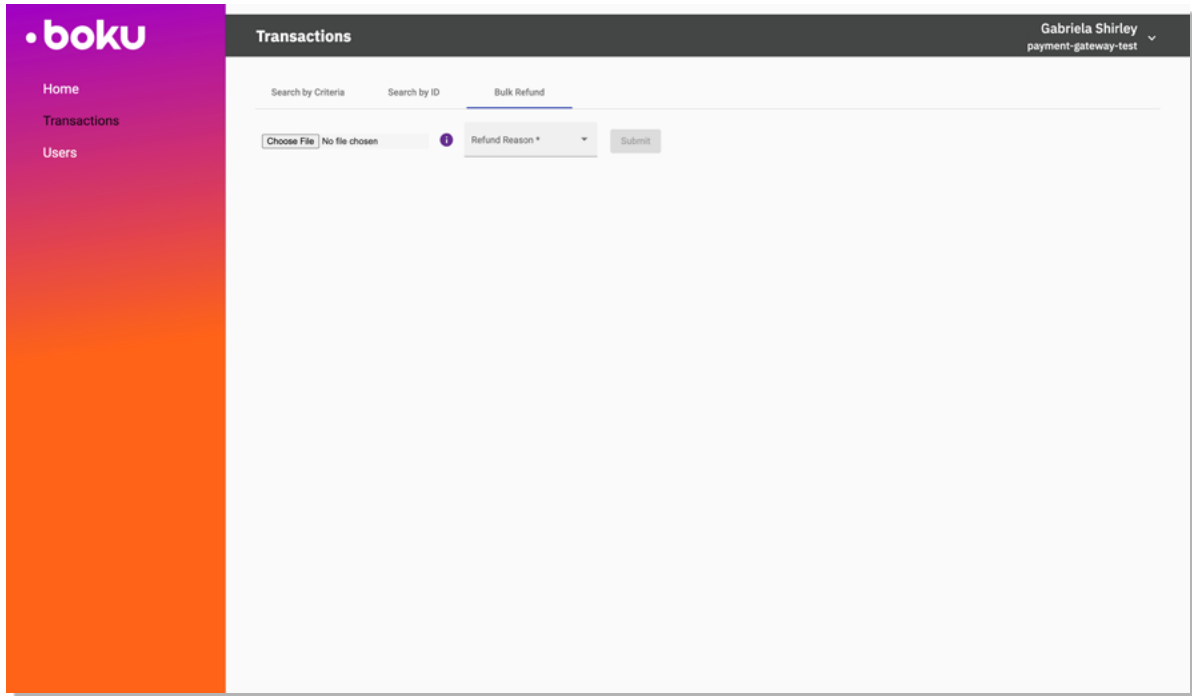 boku
Home
Transactions
Users
Transactions
Gabriela Shirley
payment-gateway-test
Search by Criteria Search by ID Bulk Refund
Choose File No file chosen i Refund Reason * Submit